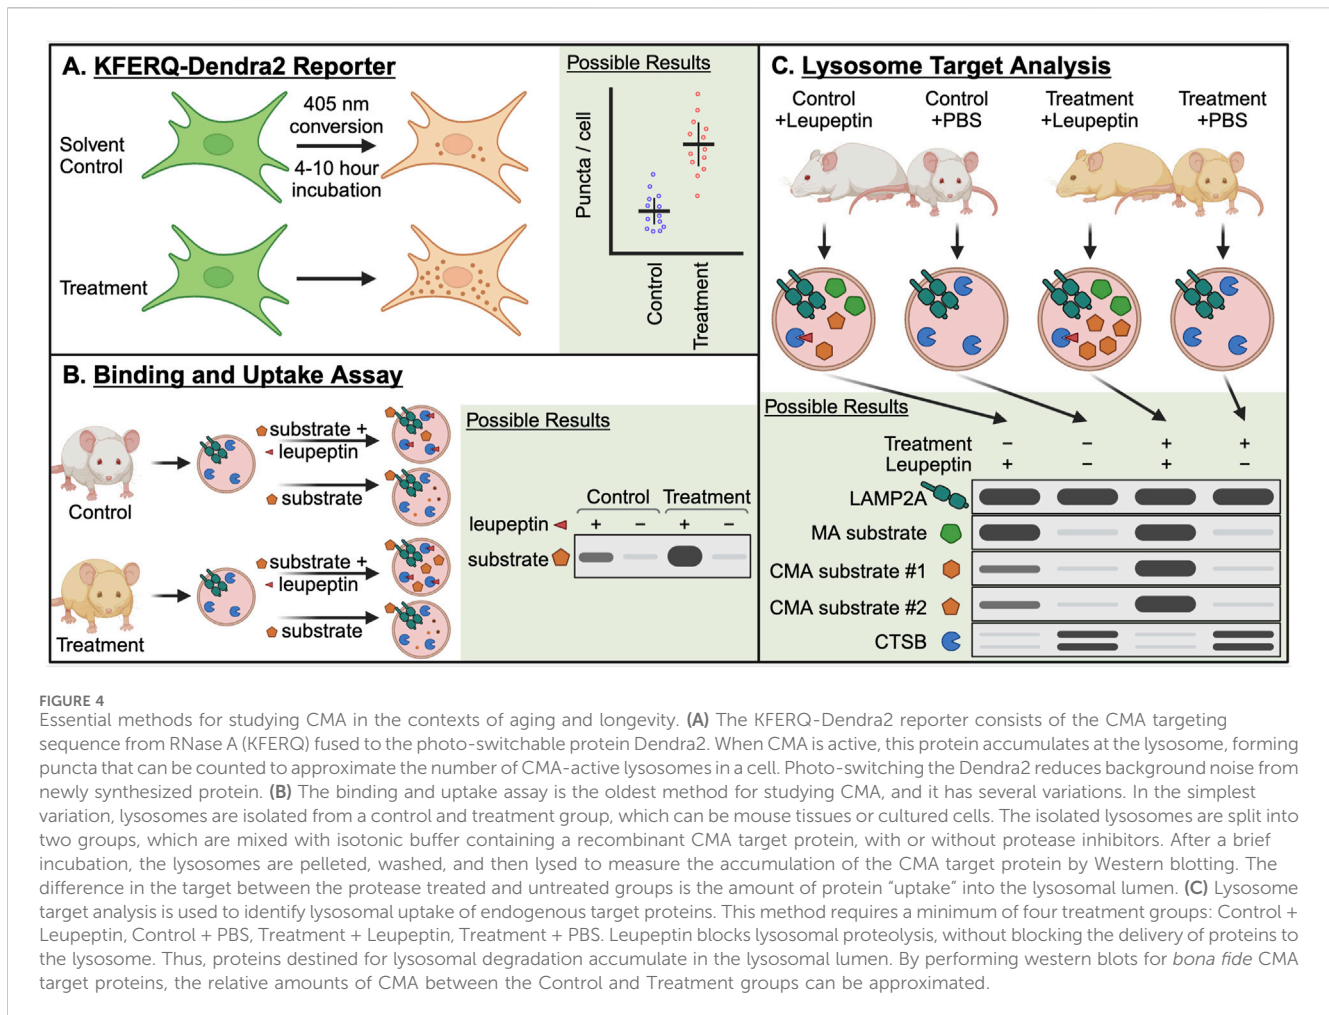 A. KFERQ-Dendra2 Reporter
Solvent
Control
405 nm
conversion
4-10 hour
incubation
Treatment
Possible Results
Puncta / cell
Control
Treatment
B. Binding and Uptake Assay
Control
substrate +
leupeptin
substrate
Treatment
substrate +
leupeptin
substrate
Possible Results
Control Treatment
leupeptin + − + −
substrate
C. Lysosome Target Analysis
Control
+Leupeptin
Control
+PBS
Treatment
+Leupeptin
Treatment
+PBS
Possible Results
Treatment − − + +
Leupeptin + − + −
LAMP2A
MA substrate
CMA substrate #1
CMA substrate #2
CTSB
FIGURE 4
Essential methods for studying CMA in the contexts of aging and longevity. (A) The KFERQ-Dendra2 reporter consists of the CMA targeting
sequence from RNase A (KFERQ) fused to the photo-switchable protein Dendra2. When CMA is active, this protein accumulates at the lysosome, forming
puncta that can be counted to approximate the number of CMA-active lysosomes in a cell. Photo-switching the Dendra2 reduces background noise from
newly synthesized protein. (B) The binding and uptake assay is the oldest method for studying CMA, and it has several variations. In the simplest
variation, lysosomes are isolated from a control and treatment group, which can be mouse tissues or cultured cells. The isolated lysosomes are split into
two groups, which are mixed with isotonic buffer containing a recombinant CMA target protein, with or without protease inhibitors. After a brief
incubation, the lysosomes are pelleted, washed, and then lysed to measure the accumulation of the CMA target protein by Western blotting. The
difference in the target between the protease treated and untreated groups is the amount of protein “uptake” into the lysosomal lumen. (C) Lysosome
target analysis is used to identify lysosomal uptake of endogenous target proteins. This method requires a minimum of four treatment groups: Control +
Leupeptin, Control + PBS, Treatment + Leupeptin, Treatment + PBS. Leupeptin blocks lysosomal proteolysis, without blocking the delivery of proteins to
the lysosome. Thus, proteins destined for lysosomal degradation accumulate in the lysosomal lumen. By performing western blots for bona fide CMA
target proteins, the relative amounts of CMA between the Control and Treatment groups can be approximated.